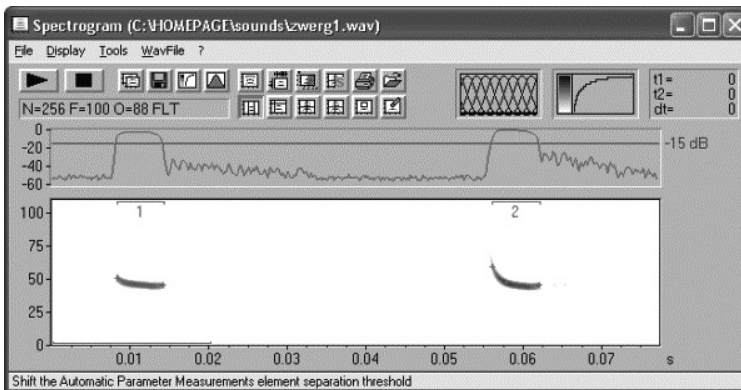 Spectrogram (C:\HOMEPAGE\sounds\zwerg1.wav)
File Display Tools WavFile ?
t1= 0
t2= 0
dt= 0
N=256 F=100 O=88 FLT
0
-20
-40
-60
-15 dB
100
75
50
25
0
1 2
0.01 0.02 0.03 0.04 0.05 0.06 0.07 s
Shift the Automatic Parameter Measurements element separation threshold